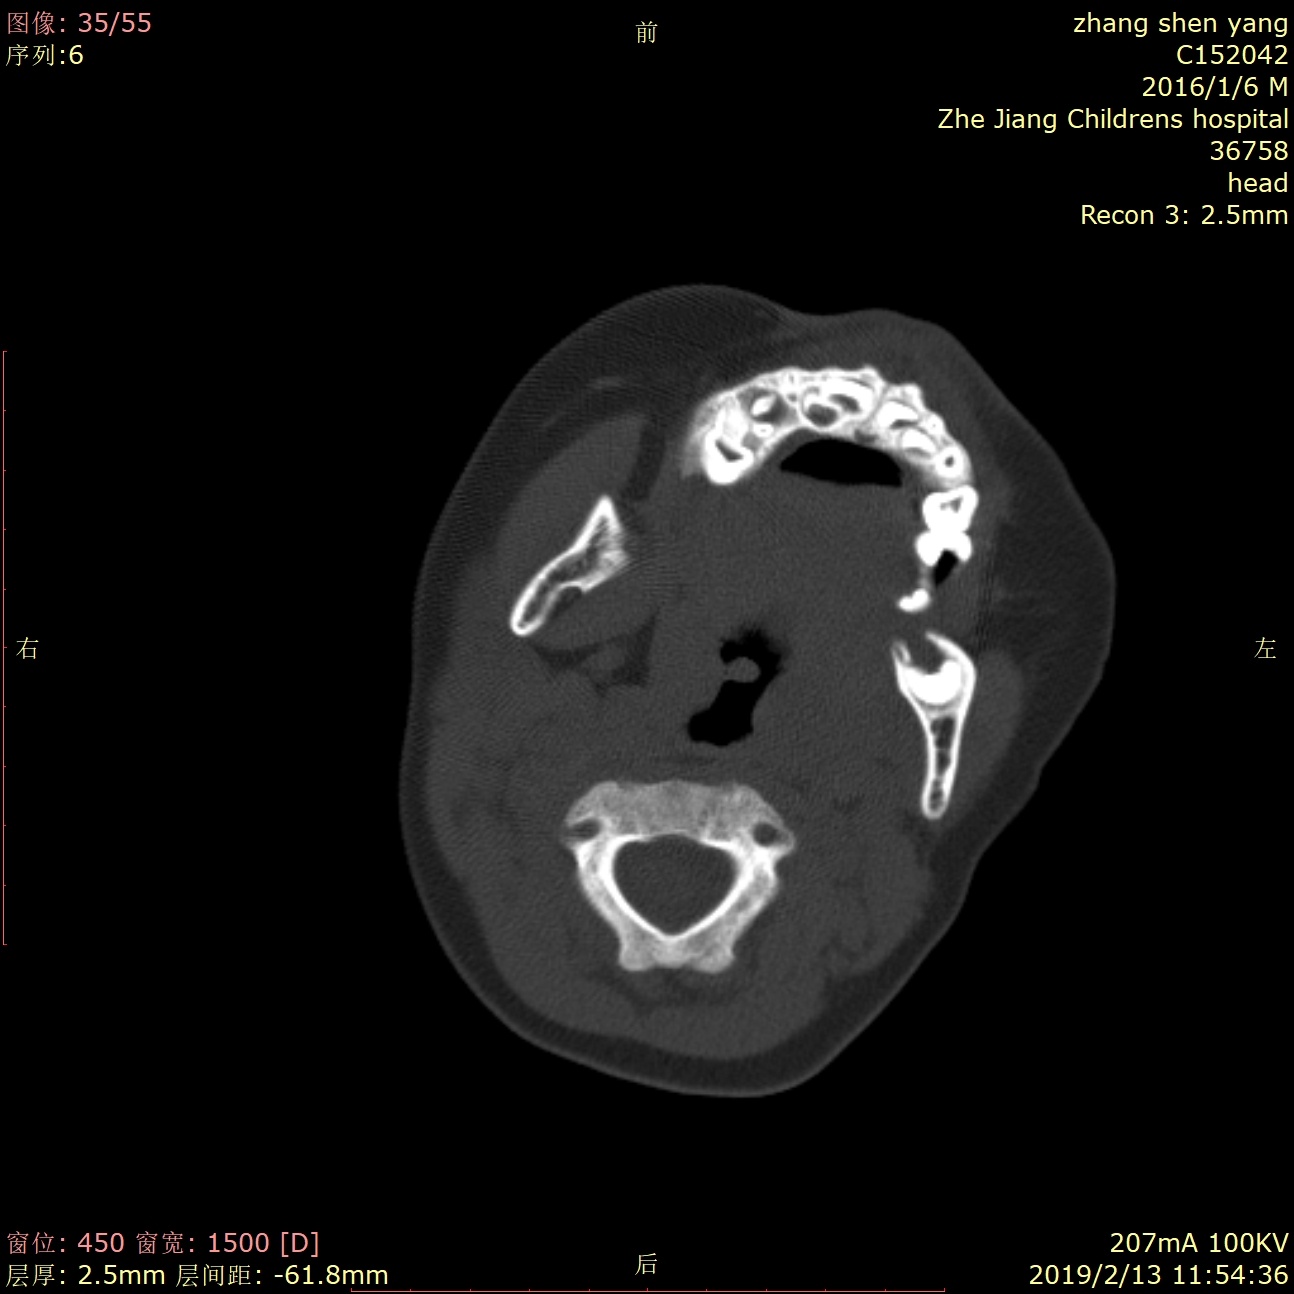 图像: 35/55
序列:6
前
zhang shen yang
C152042
2016/1/6 M
Zhe Jiang Childrens hospital
36758
head
Recon 3: 2.5mm
右
左
窗位: 450 窗宽: 1500 [D]
层厚: 2.5mm 层间距: -61.8mm
后
207mA 100KV
2019/2/13 11:54:36